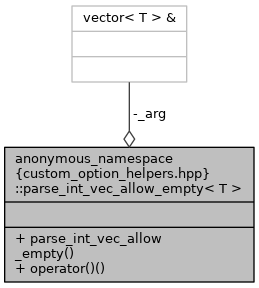 vector< T > &
-_arg
anonymous_namespace
{custom_option_helpers.hpp}
::parse_int_vec_allow_empty< T >
+ parse_int_vec_allow
_empty()
+ operator()()